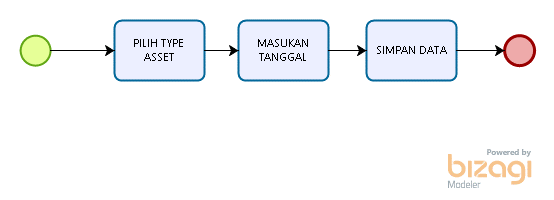 PILIH TYPE
ASSET
MASUKAN
TANGGAL
SIMPAN DATA
Powered by
bizagi
Modeler